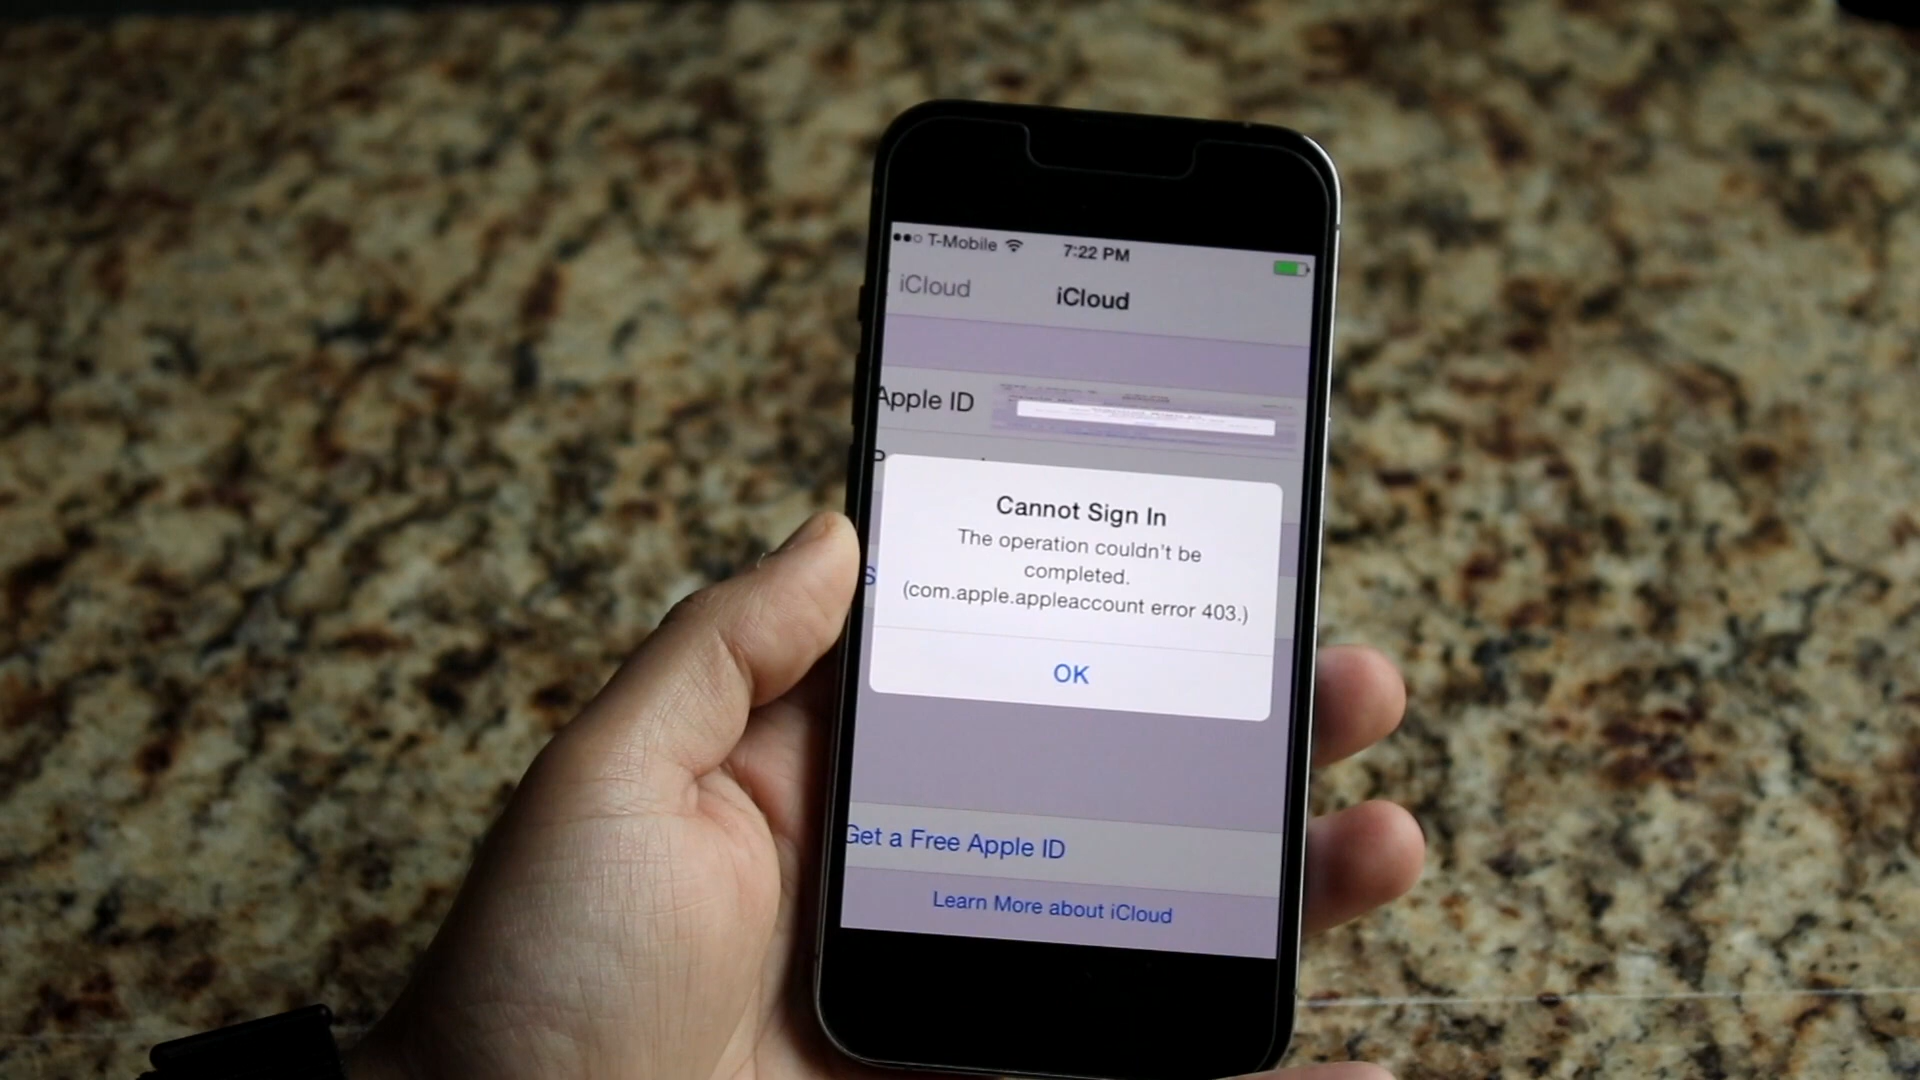 T-Mobile 7:22 PM
iCloud iCloud
Apple ID
Cannot Sign In
The operation couldn't be
completed.
(com.apple.appleaccount error 403.)
OK
Get a Free Apple ID
Learn More about iCloud